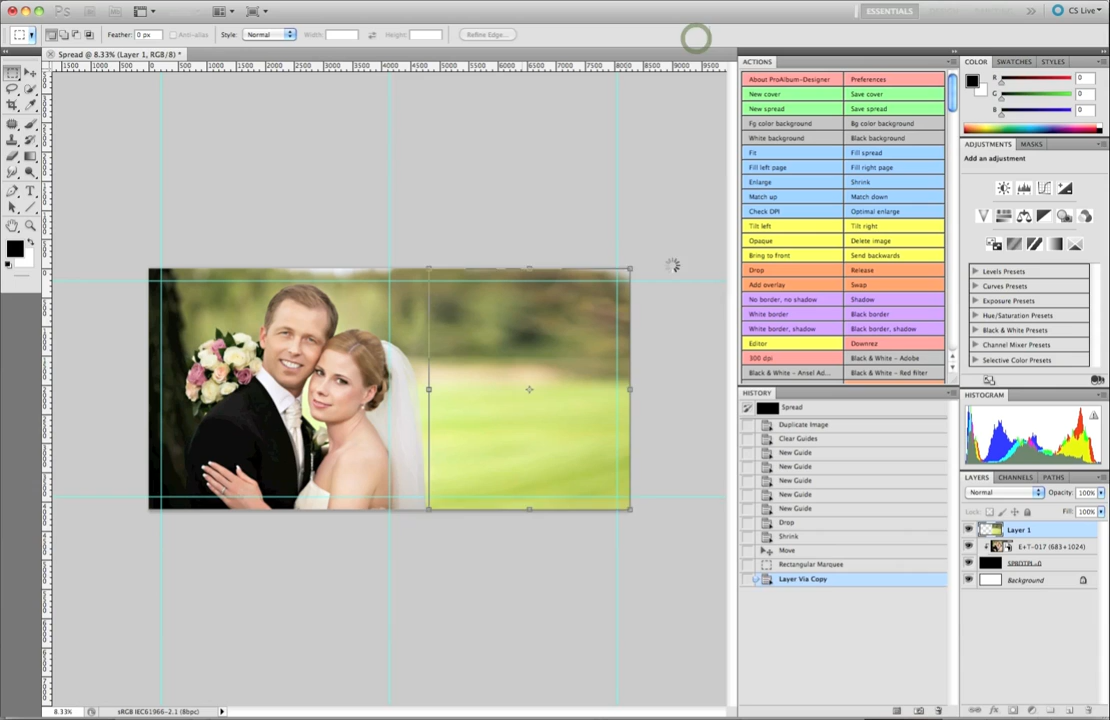 Ps
ESSENTIALS
CS Live
Feather: 0 px
Anti-alias
Style: Normal
Width:
Height:
Refine Edge...
Spread @ 8.33% (Layer 1, RGB/8) *
ACTIONS
About ProAlbum-Designer
Preferences
New cover
Save cover
New spread
Save spread
Fg color background
Bg color background
White background
Black background
Fit
Fill spread
Fill left page
Fill right page
Enlarge
Shrink
Match up
Match down
Check DPI
Optimal enlarge
Tilt left
Tilt right
Opaque
Delete image
Bring to front
Send backwards
Drop
Release
Add overlay
Swap
No border, no shadow
Shadow
White border
Black border
White border, shadow
Black border, shadow
Editor
Downrez
300 dpi
Black & White - Adobe
Black & White - Ansel Ad...
Black & White - Red filter
HISTORY
Spread
Duplicate Image
Clear Guides
New Guide
New Guide
New Guide
New Guide
New Guide
Drop
Shrink
Move
Rectangular Marquee
Layer Via Copy
COLOR
SWATCHES
STYLES
R 0
G 0
B 0
ADJUSTMENTS
MASKS
Add an adjustment
Levels Presets
Curves Presets
Exposure Presets
Hue/Saturation Presets
Black & White Presets
Channel Mixer Presets
Selective Color Presets
HISTOGRAM
LAYERS
CHANNELS
PATHS
Normal
Opacity: 100%
Lock:
Fill: 100%
Layer 1
E+T-017 (683+1024)
Background
8.33%
sRGB IEC61966-2.1 (8bpc)